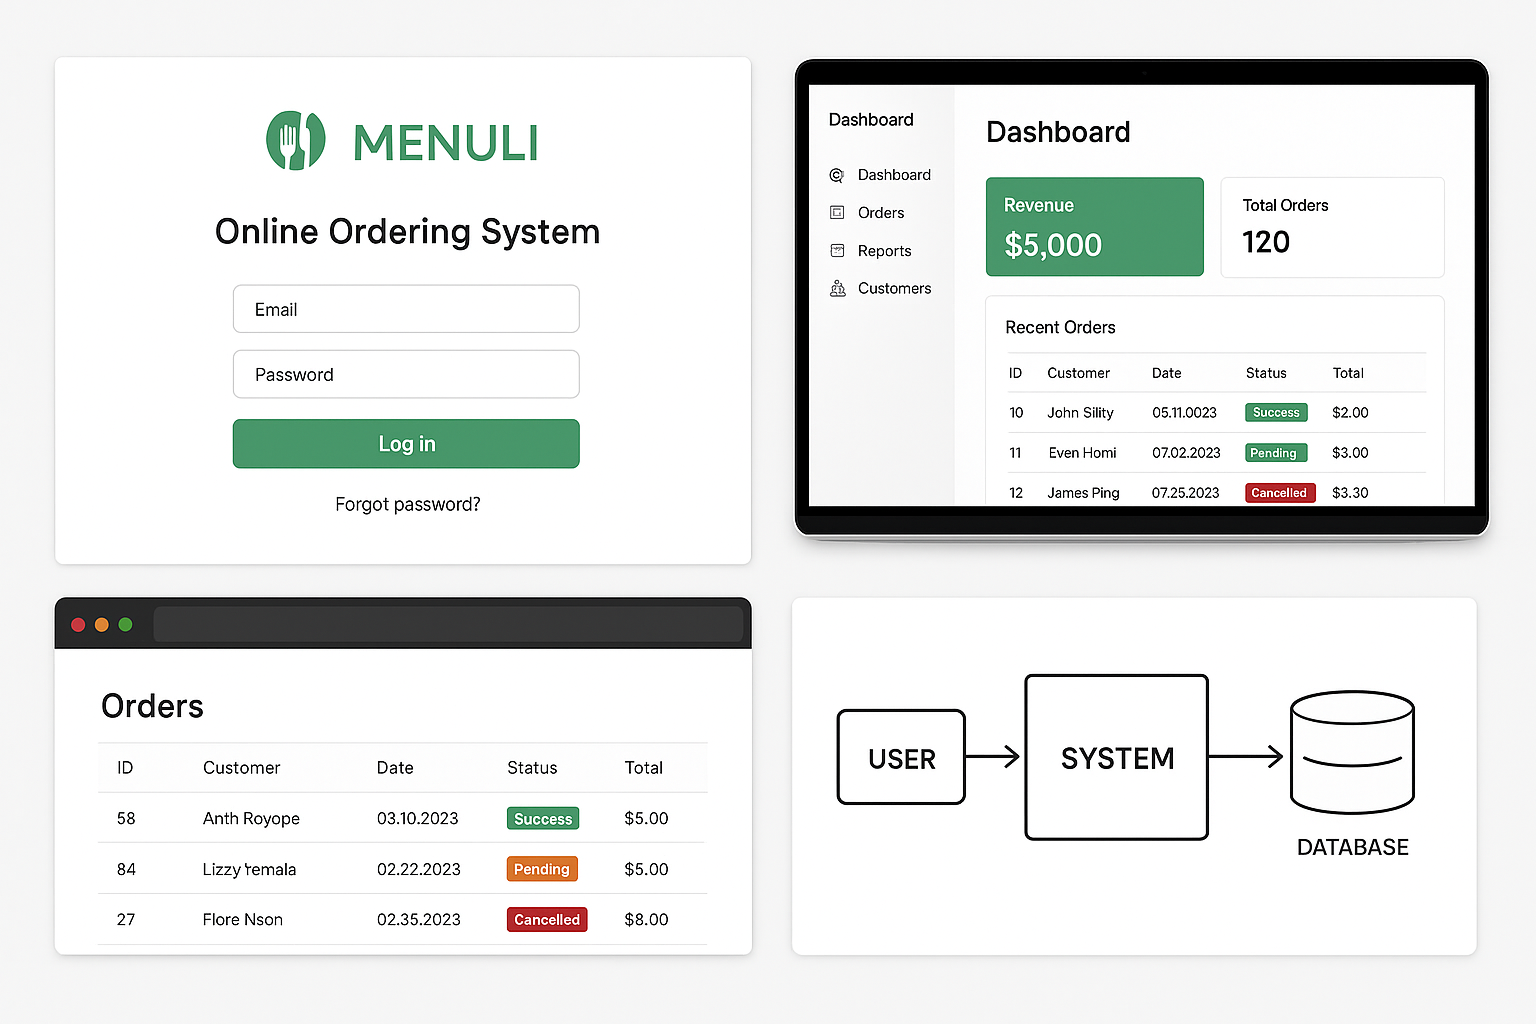 MENULI
Online Ordering System
Email
Password
Log in
Forgot password?
Dashboard
Dashboard
Orders
Reports
Customers
Dashboard
Revenue
$5,000
Total Orders
120
Recent Orders
ID Customer Date Status Total
10 John Sility 05.11.0023 Success $2.00
11 Even Homi 07.02.2023 Pending $3.00
12 James Ping 07.25.2023 Cancelled $3.30
Orders
ID Customer Date Status Total
58 Anth Royope 03.10.2023 Success $5.00
84 Lizzy 02.22.2023 Pending $5.00
27 Flore Nson 02.35.2023 Cancelled $8.00
USER
SYSTEM
DATABASE